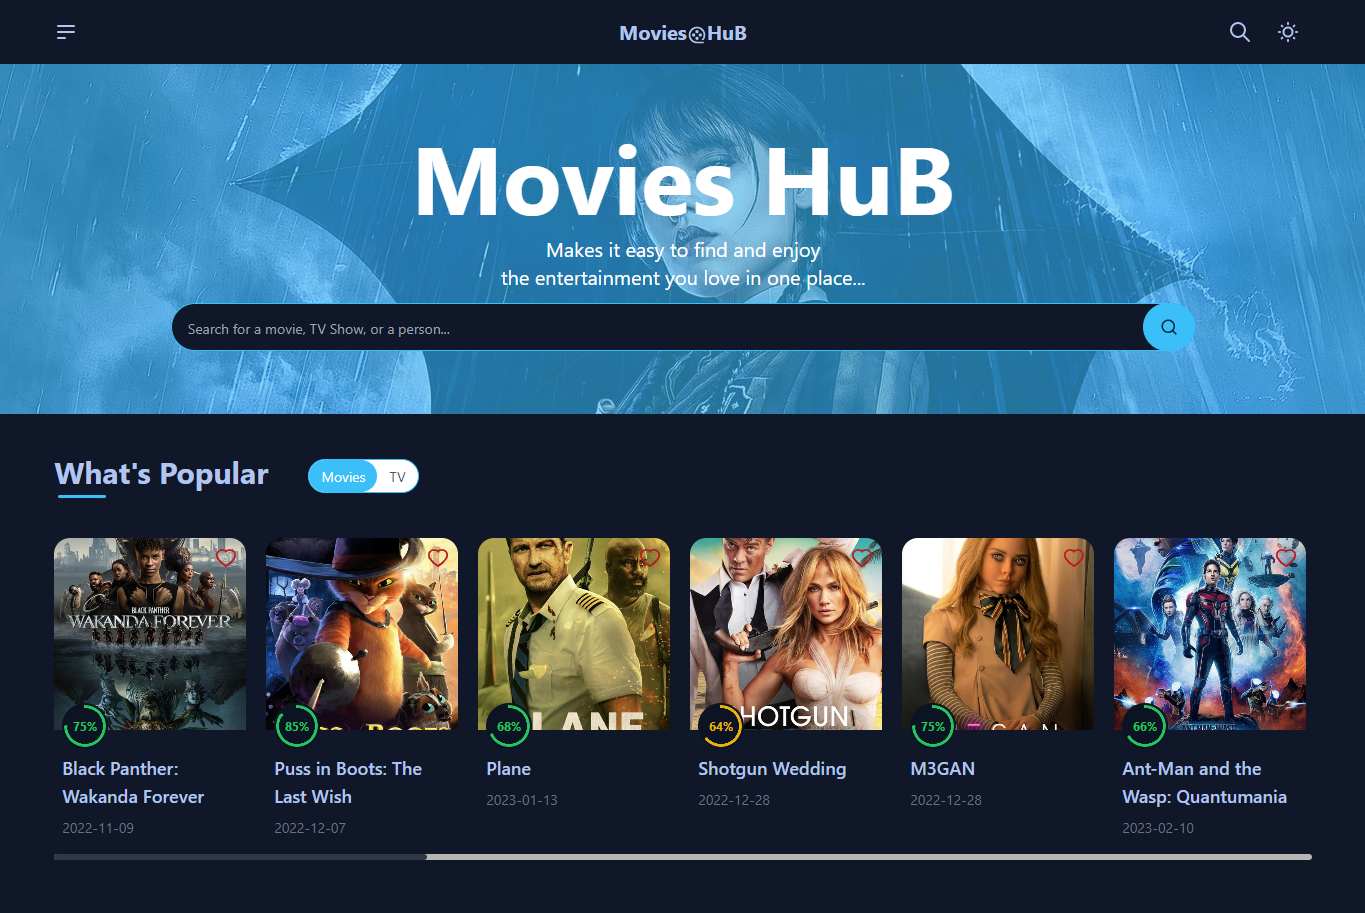 Movies HuB
Movies HuB
Makes it easy to find and enjoy
the entertainment you love in one place...
Search for a movie, TV Show, or a person...
What's Popular
Movies TV
BLACK PANTHER
WAKANDA FOREVER
PLANE
SHOTGUN
75%
85%
68%
64%
75%
66%
Black Panther:
Wakanda Forever
2022-11-09
Puss in Boots: The
Last Wish
2022-12-07
Plane
2023-01-13
Shotgun Wedding
2022-12-28
M3GAN
2022-12-28
Ant-Man and the
Wasp: Quantumania
2023-02-10